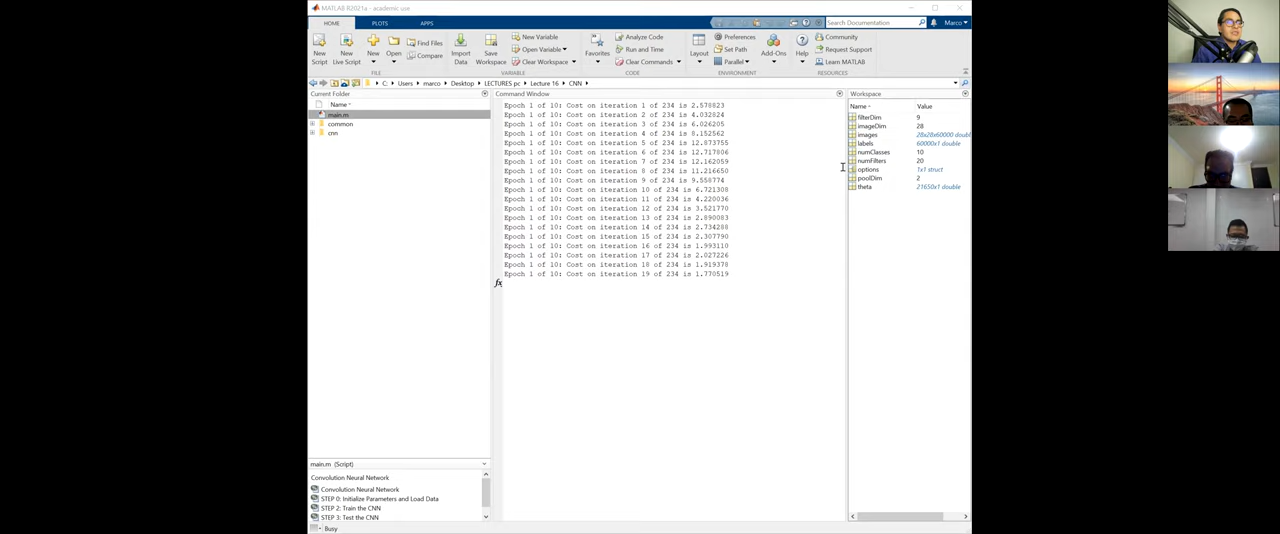 MATLAB R2021a - academic use
HOME PLOTS APPS
Search Documentation Marco
New Script
New Live Script
New
Open
Find Files
Compare
Import Data
Save Workspace
New Variable
Open Variable
Clear Workspace
Favorites
Analyze Code
Run and Time
Clear Commands
Layout
Preferences
Set Path
Parallel
Add-Ons
Help
Community
Request Support
Learn MATLAB
FILE VARIABLE CODE ENVIRONMENT RESOURCES
C: Users marco Desktop LECTURES pc Lecture 16 CNN
Current Folder
Name
main.m
common
cnn
main.m (Script)
Convolution Neural Network
Convolution Neural Network
STEP 0: Initialize Parameters and Load Data
STEP 2: Train the CNN
STEP 3: Test the CNN
Busy
Command Window
Epoch 1 of 10: Cost on iteration 1 of 234 is 2.578823
Epoch 1 of 10: Cost on iteration 2 of 234 is 4.032824
Epoch 1 of 10: Cost on iteration 3 of 234 is 6.026205
Epoch 1 of 10: Cost on iteration 4 of 234 is 8.152562
Epoch 1 of 10: Cost on iteration 5 of 234 is 12.873755
Epoch 1 of 10: Cost on iteration 6 of 234 is 12.717806
Epoch 1 of 10: Cost on iteration 7 of 234 is 12.162059
Epoch 1 of 10: Cost on iteration 8 of 234 is 11.216650
Epoch 1 of 10: Cost on iteration 9 of 234 is 9.558774
Epoch 1 of 10: Cost on iteration 10 of 234 is 6.721308
Epoch 1 of 10: Cost on iteration 11 of 234 is 4.220036
Epoch 1 of 10: Cost on iteration 12 of 234 is 3.521770
Epoch 1 of 10: Cost on iteration 13 of 234 is 2.890083
Epoch 1 of 10: Cost on iteration 14 of 234 is 2.734288
Epoch 1 of 10: Cost on iteration 15 of 234 is 2.307790
Epoch 1 of 10: Cost on iteration 16 of 234 is 1.993110
Epoch 1 of 10: Cost on iteration 17 of 234 is 2.027226
Epoch 1 of 10: Cost on iteration 18 of 234 is 1.919378
Epoch 1 of 10: Cost on iteration 19 of 234 is 1.770519
fx
Workspace
Name Value
filterDim 9
imageDim 28
images 28x28x60000 doubl
labels 60000x1 double
numClasses 10
numFilters 20
options 1x1 struct
poolDim 2
theta 21650x1 double